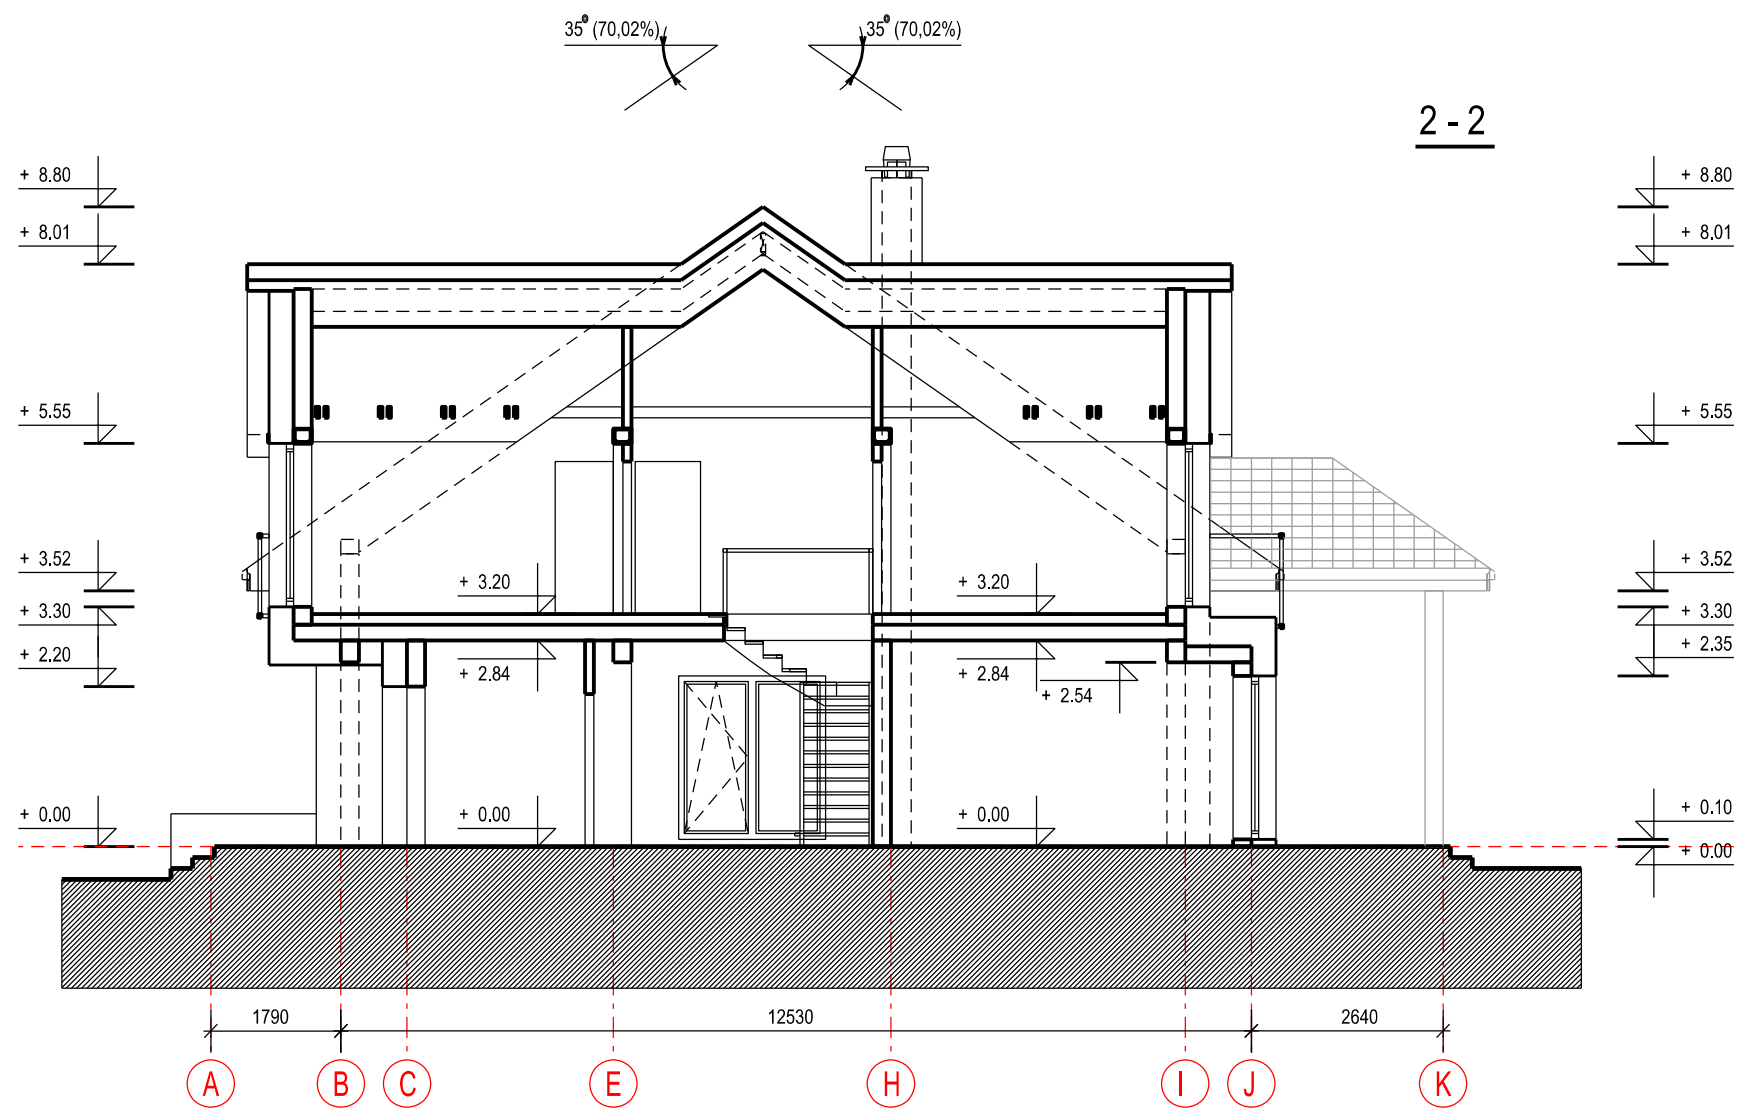 35° (70,02%) 35° (70,02%)
2 - 2
+ 8.80 + 8.80
+ 8.01 + 8.01
+ 5.55 + 5.55
+ 3.52 + 3.20 + 3.20 + 3.52
+ 3.30 + 3.30
+ 2.20 + 2.84 + 2.84 + 2.35
+ 2.54
+ 0.00 + 0.00 + 0.00 + 0.10
+ 0.00
1790 12530 2640
A B C E H I J K